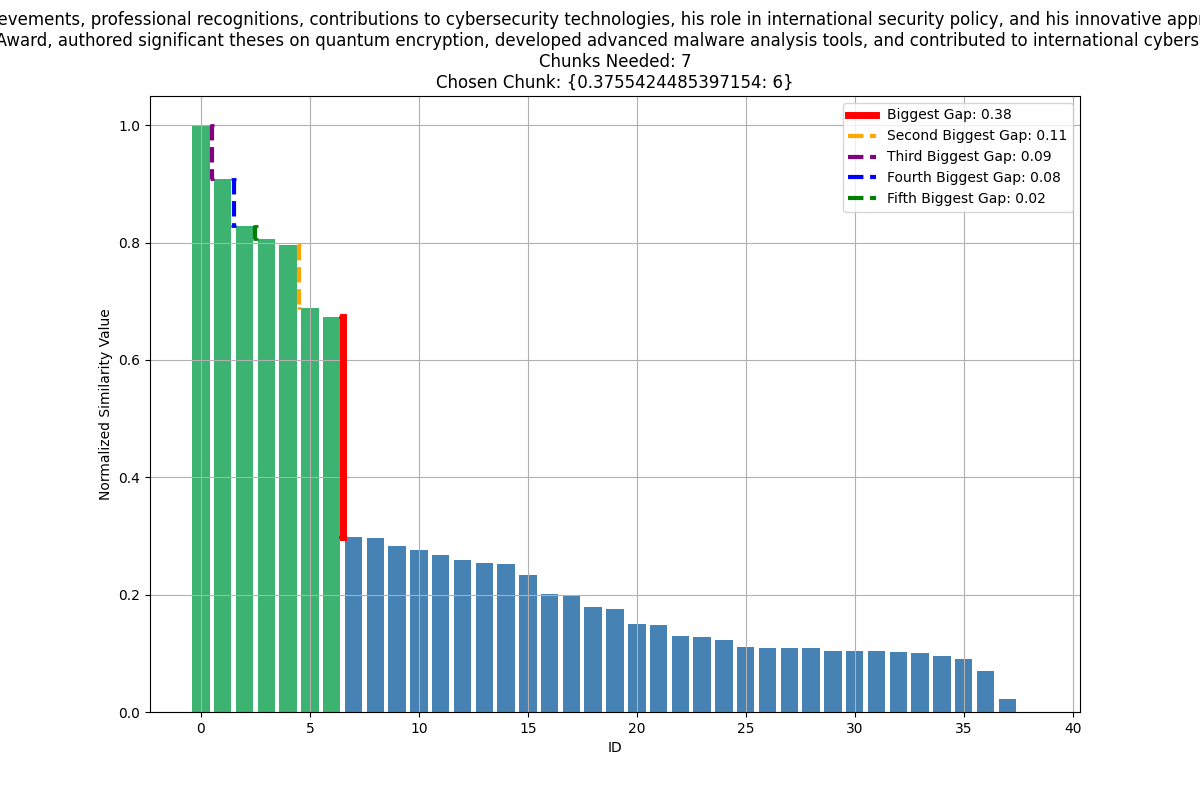 evements, professional recognitions, contributions to cybersecurity technologies, his role in international security policy, and his innovative appr
Award, authored significant theses on quantum encryption, developed advanced malware analysis tools, and contributed to international cybers
Chunks Needed: 7
Chosen Chunk: {0.3755424485397154: 6}
Biggest Gap: 0.38
Second Biggest Gap: 0.11
Third Biggest Gap: 0.09
Fourth Biggest Gap: 0.08
Fifth Biggest Gap: 0.02
Normalized Similarity Value
1.0
0.8
0.6
0.4
0.2
0.0
0 5 10 15 20 25 30 35 40
ID